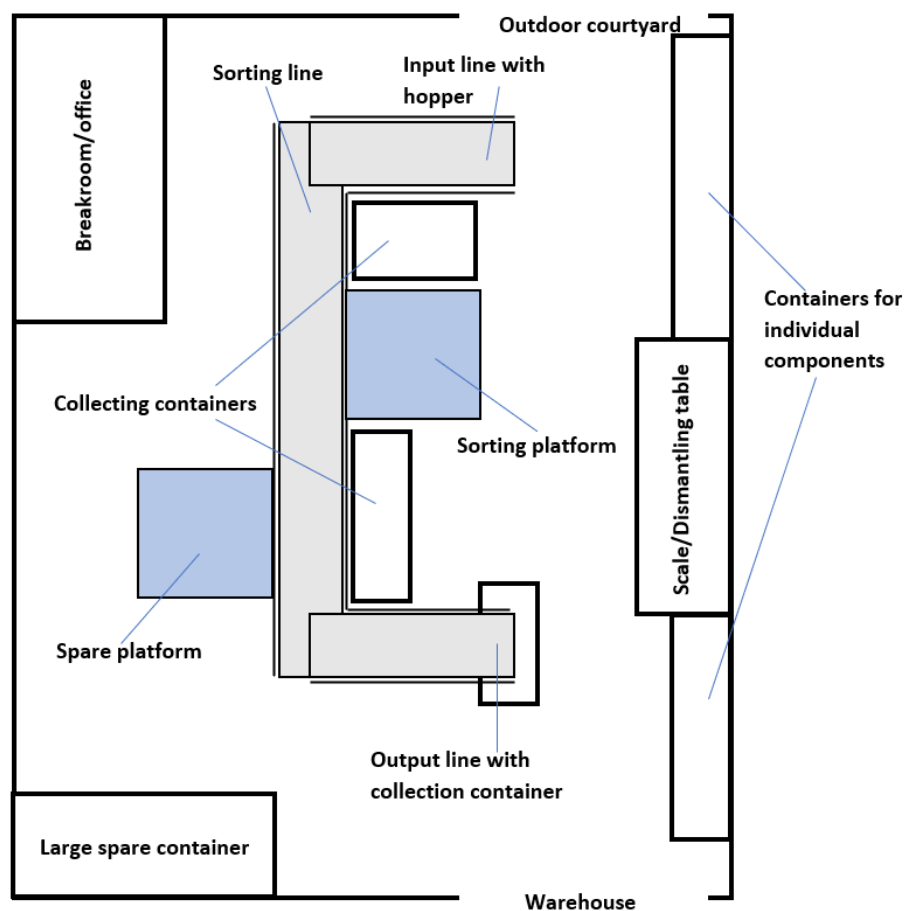 Outdoor courtyard
Sorting line
Input line with
hopper
Breakroom/office
Containers for
individual
components
Collecting containers
Sorting platform
Scale/Dismantling table
Spare platform
Output line with
collection container
Large spare container
Warehouse